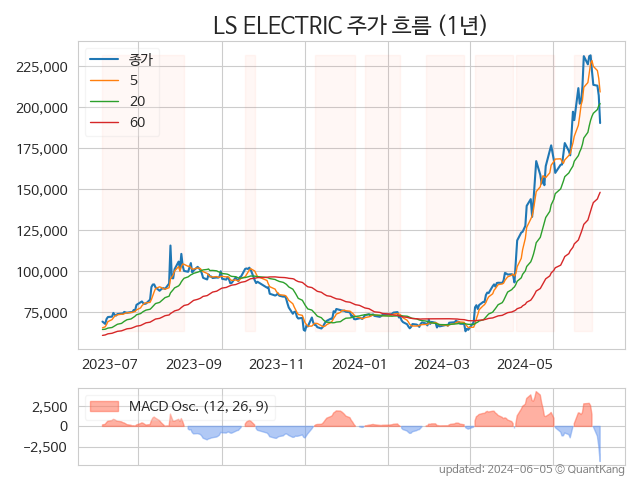 LS ELECTRIC 주가 흐름 (1년)
종가
5
20
60
225,000
200,000
175,000
150,000
125,000
100,000
75,000
2023-07 2023-09 2023-11 2024-01 2024-03 2024-05
MACD Osc. (12, 26, 9)
2,500
0
−2,500
updated: 2024-06-05 © QuantKang